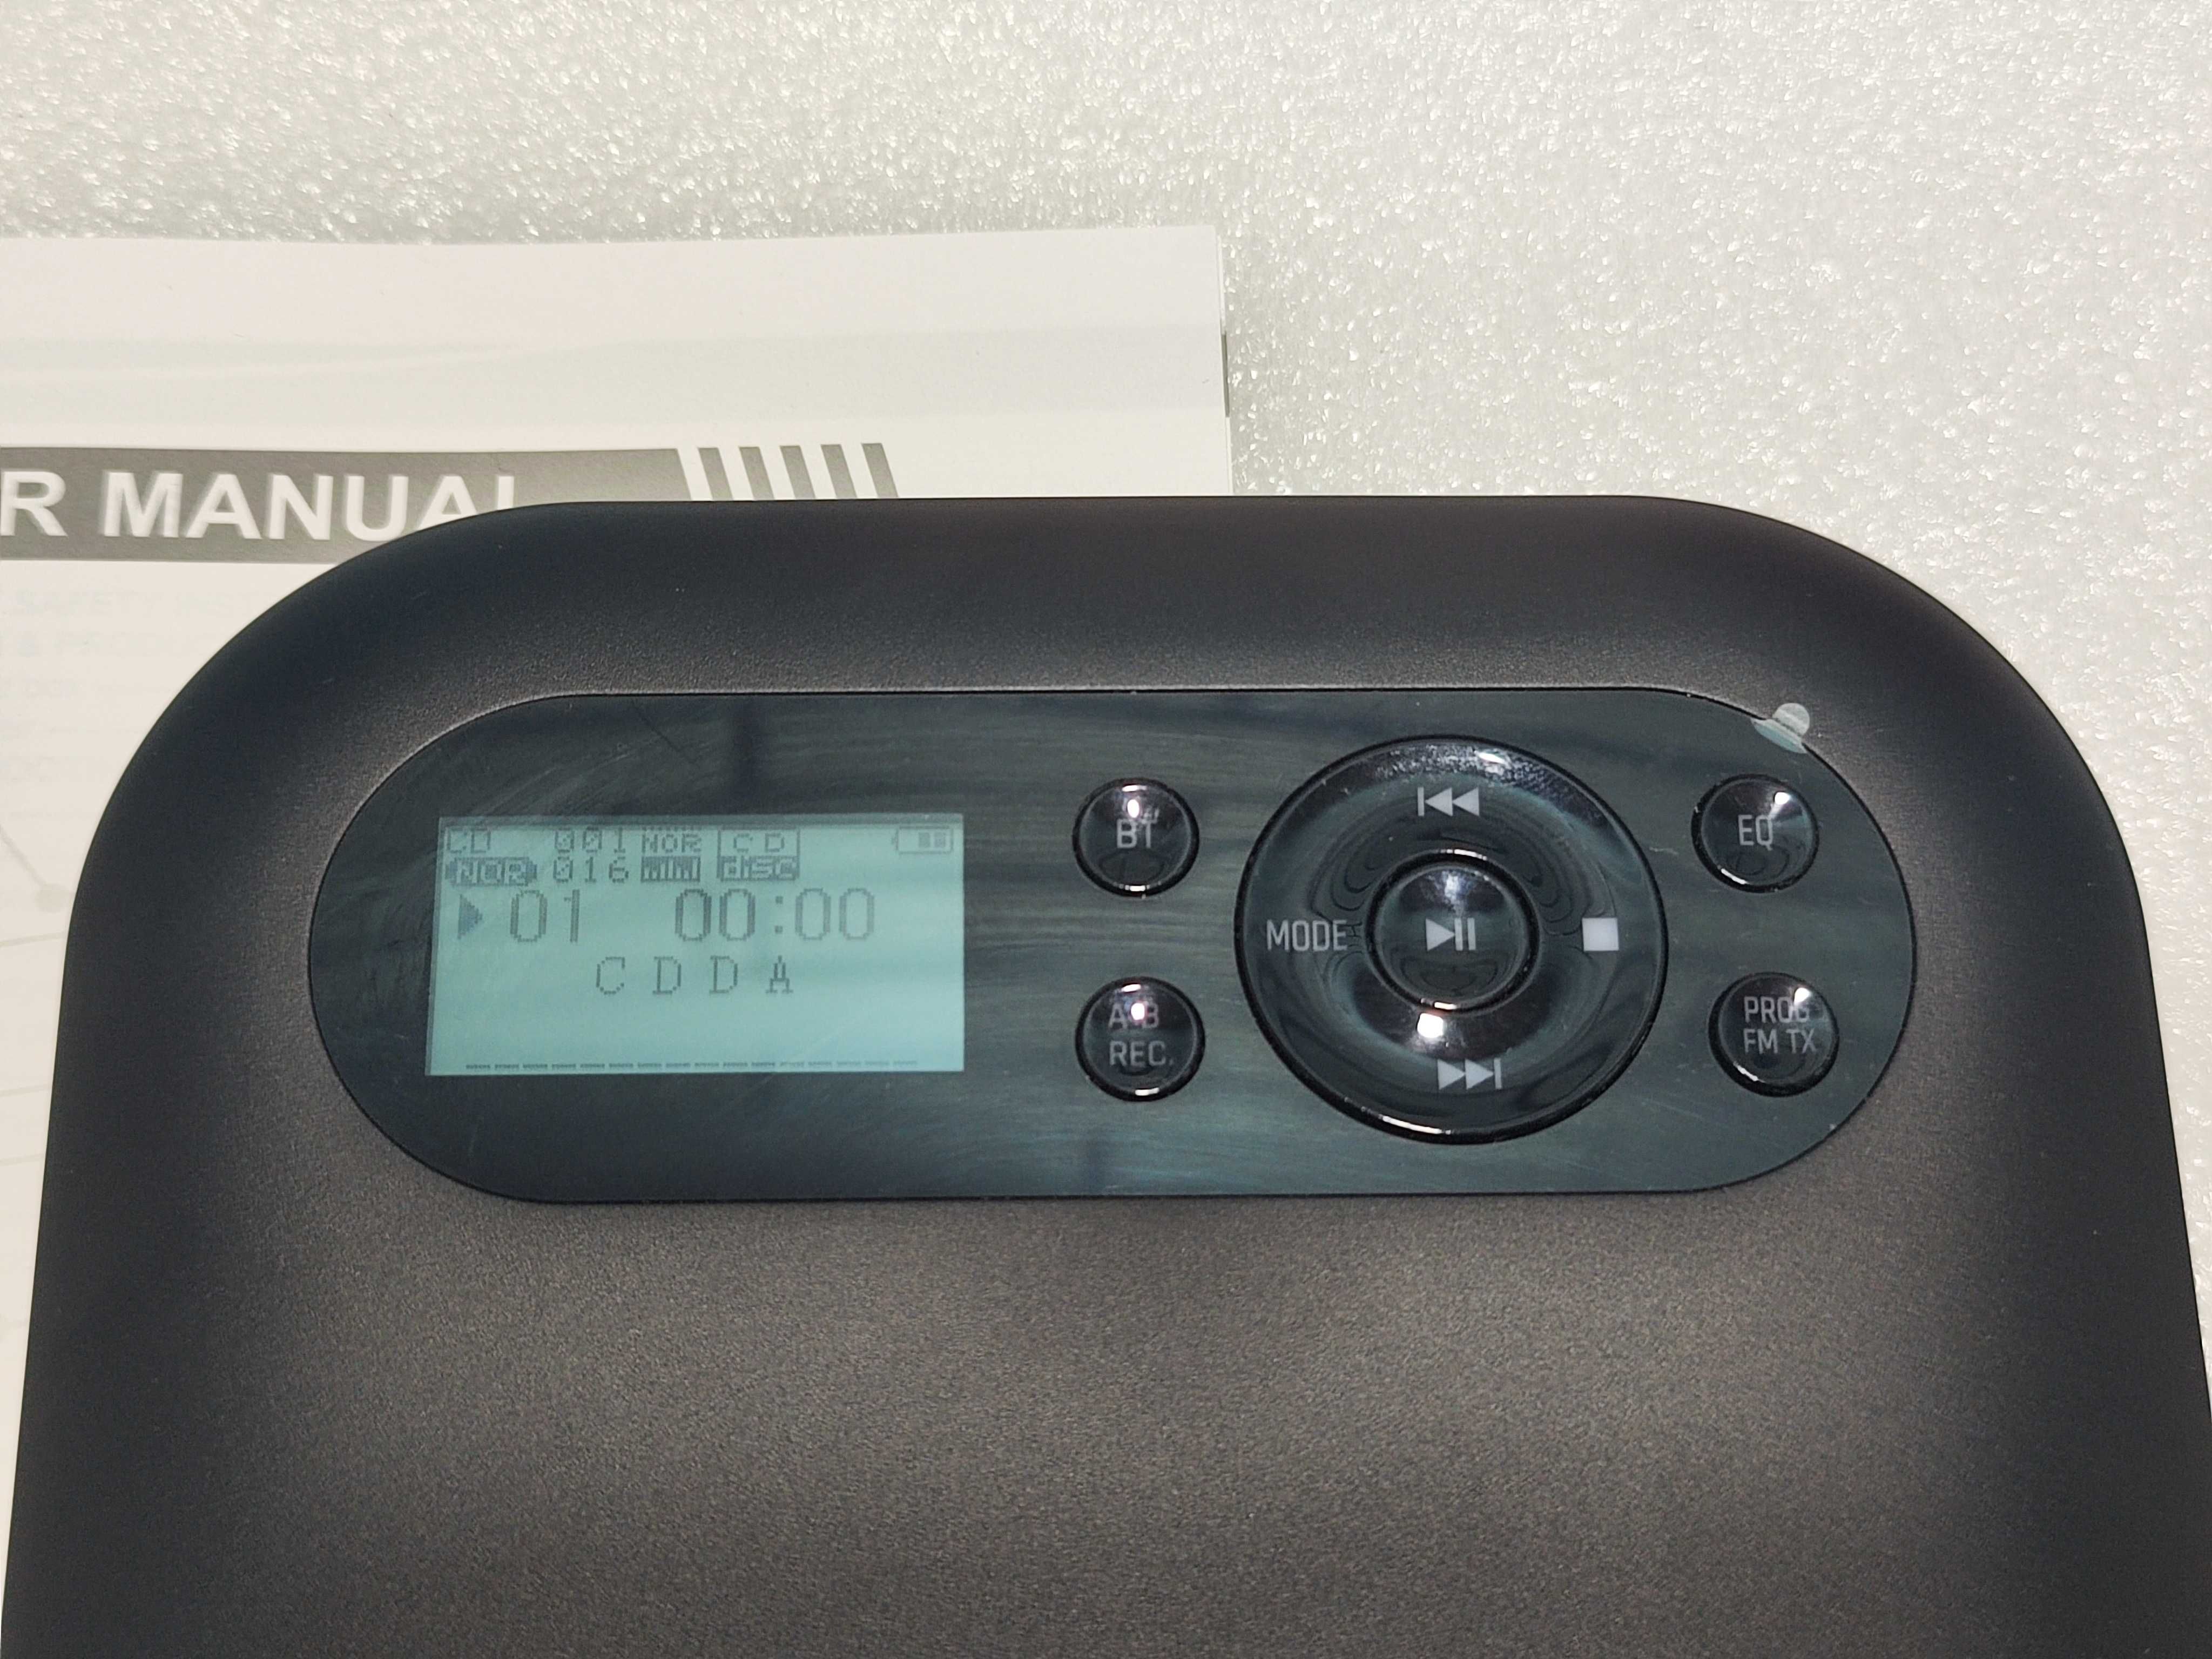 R MANUAL
CD 001 NOR CD
NOR 016 disc
01 00:00
CDDA
BT
EQ
MODE
A-B
REC.
PROG
FM TX